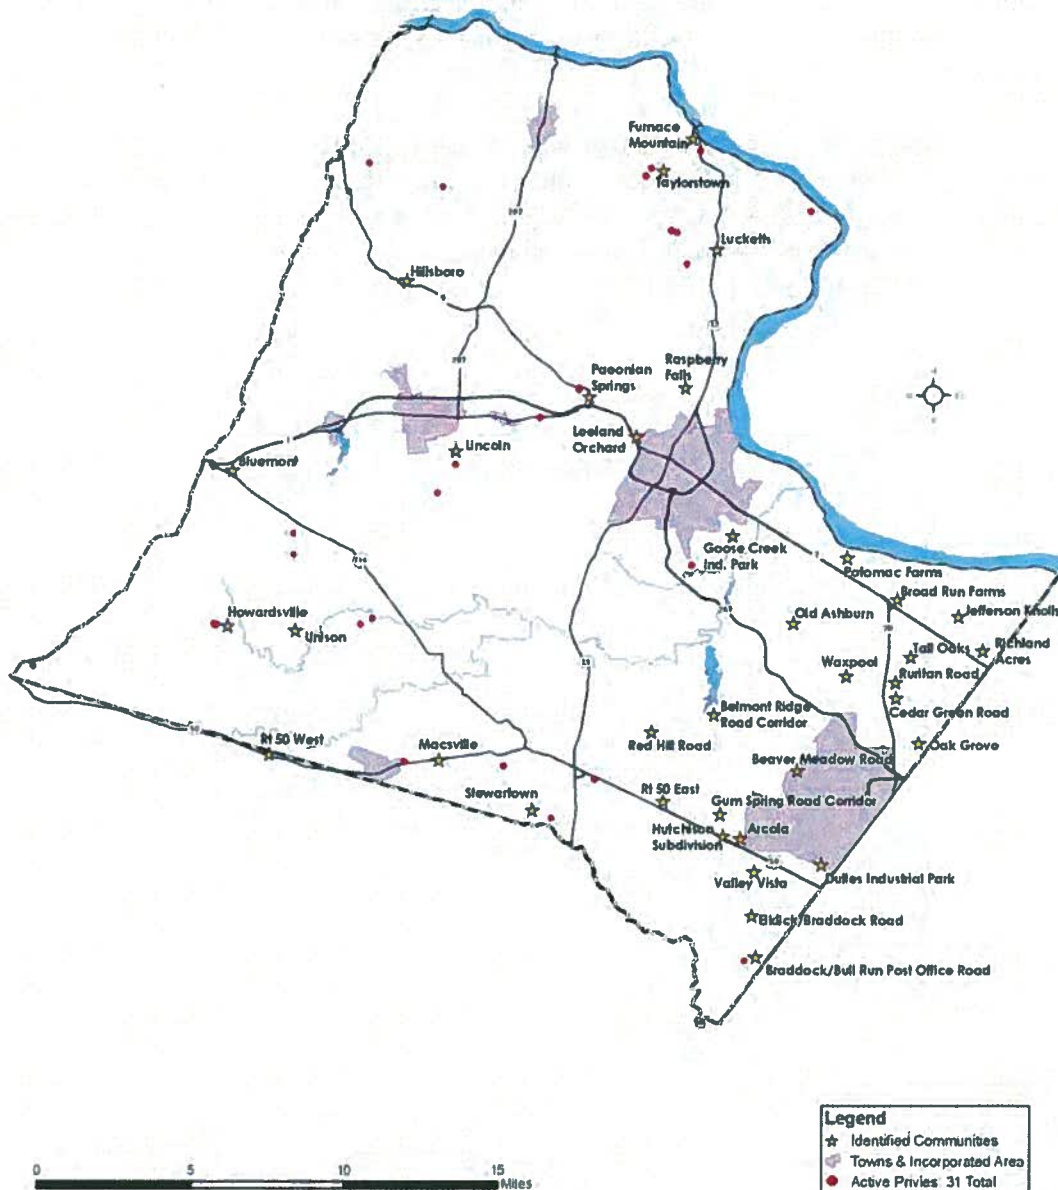 Furnace
Mountain
Taylorstown
Lucketts
Hillsboro
Raspberry
Falls
Paeonian
Springs
Leeland
Orchard
Lincoln
Bluemont
Goose Creek
Ind. Park
Potomac Farms
Broad Run Farms
Jefferson Knolls
Old Ashburn
Howardsville
Unison
Tall Oaks
Richland
Acres
Waxpool
Ruritan Road
Cedar Green Road
Belmont Ridge
Road Corridor
Red Hill Road
Oak Grove
Rt 50 West
Macsville
Beaver Meadow Road
Stewartown
Rt 50 East
Gum Spring Road Corridor
Hutchison
Subdivision
Arcola
Dulles Industrial Park
Valley Vista
Elklick/Braddock Road
Braddock/Bull Run Post Office Road
Legend
Identified Communities
Towns & Incorporated Area
Active Privies 31 Total
0 5 10 15
Miles